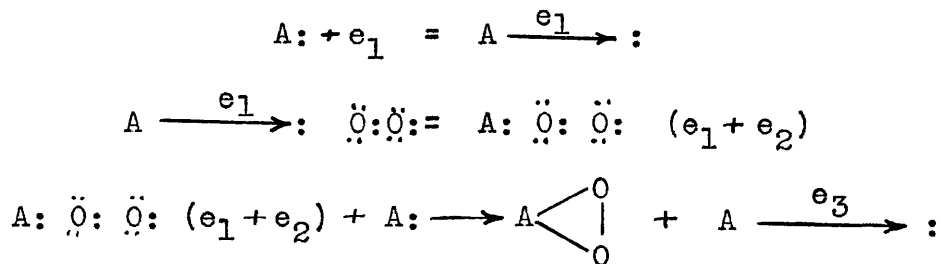 A: + e₁ = A —e₁→ :
A —e₁→ : Ö:Ö: = A: Ö: Ö: (e₁ + e₂)
A: Ö: Ö: (e₁ + e₂) + A: → A O O + A —e₃→ :